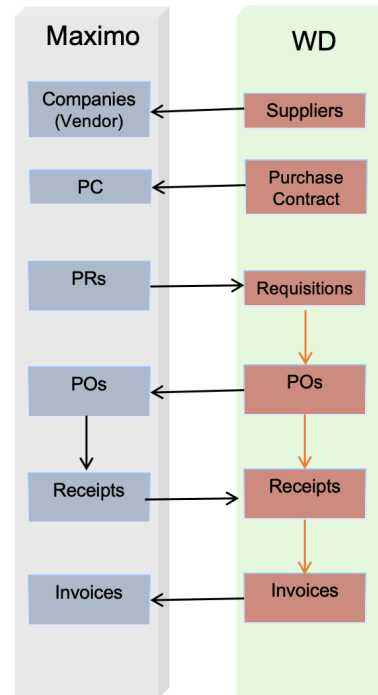 Maximo
WD
Companies
(Vendor)
Suppliers
PC
Purchase
Contract
PRs
Requisitions
POs
POs
Receipts
Receipts
Invoices
Invoices